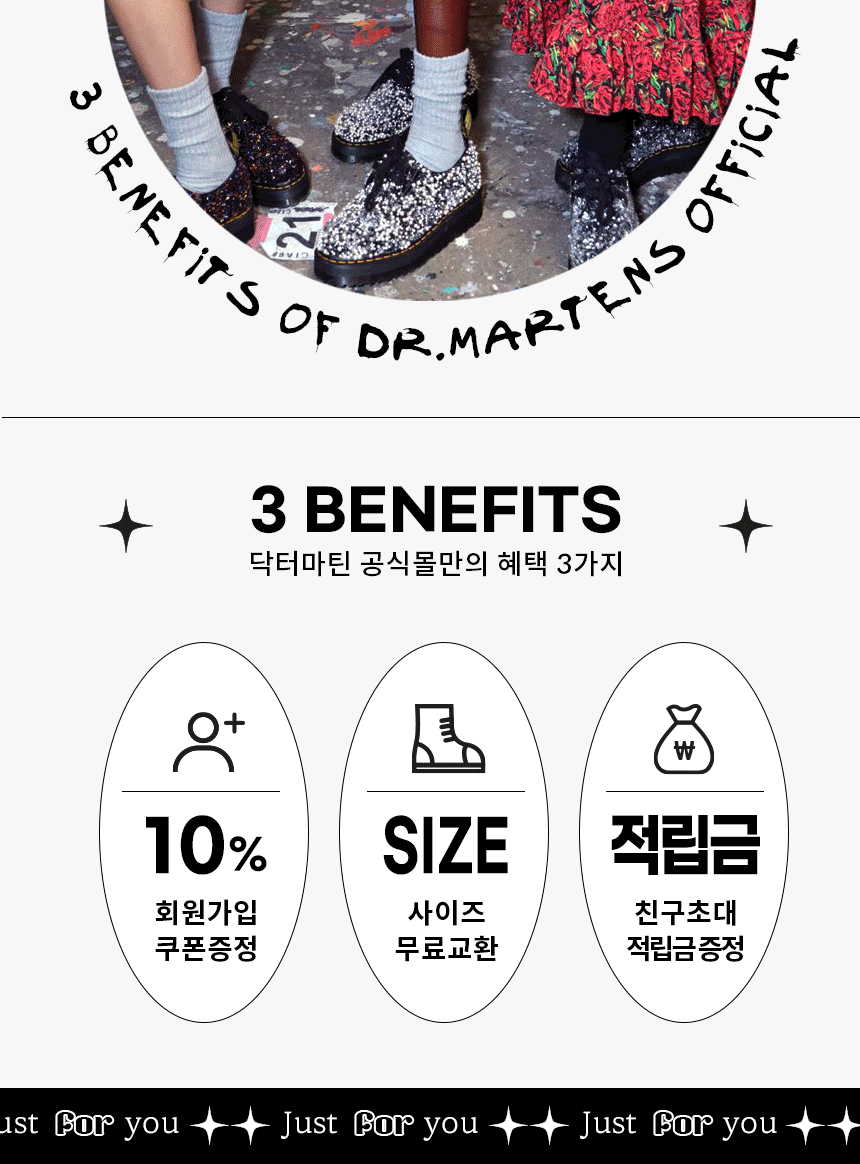 21
3 BENEFITS OF DR.MARTENS OFFICIAL
3 BENEFITS
닥터마틴 공식몰만의 혜택 3가지
10%
회원가입
쿠폰증정
SIZE
사이즈
무료교환
₩
적립금
친구초대
적립금증정
ust for you Just for you Just for you